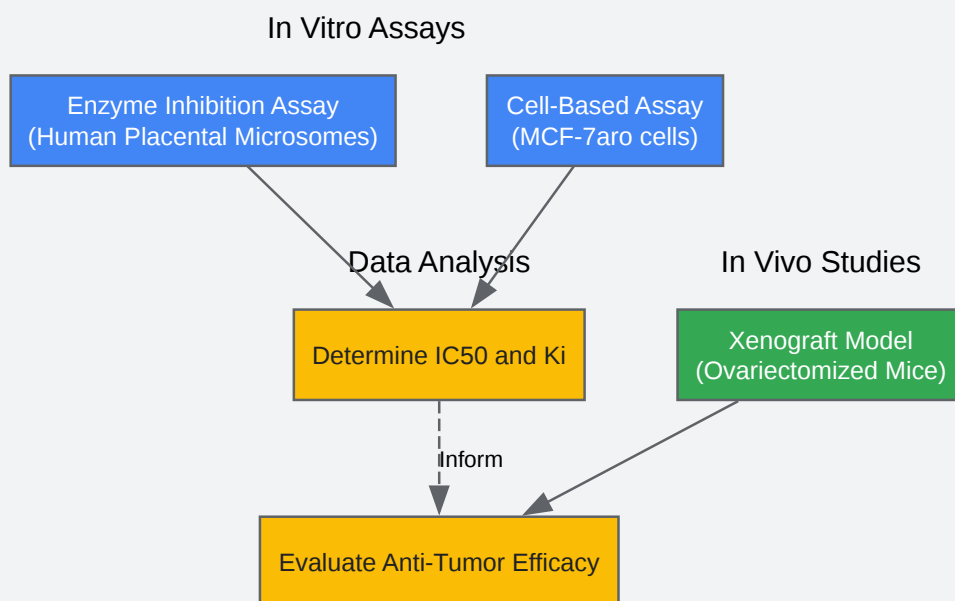 In Vitro Assays
Enzyme Inhibition Assay
(Human Placental Microsomes)
Cell-Based Assay
(MCF-7aro cells)
Data Analysis
In Vivo Studies
Determine IC50 and Ki
Xenograft Model
(Ovariectomized Mice)
Inform
Evaluate Anti-Tumor Efficacy